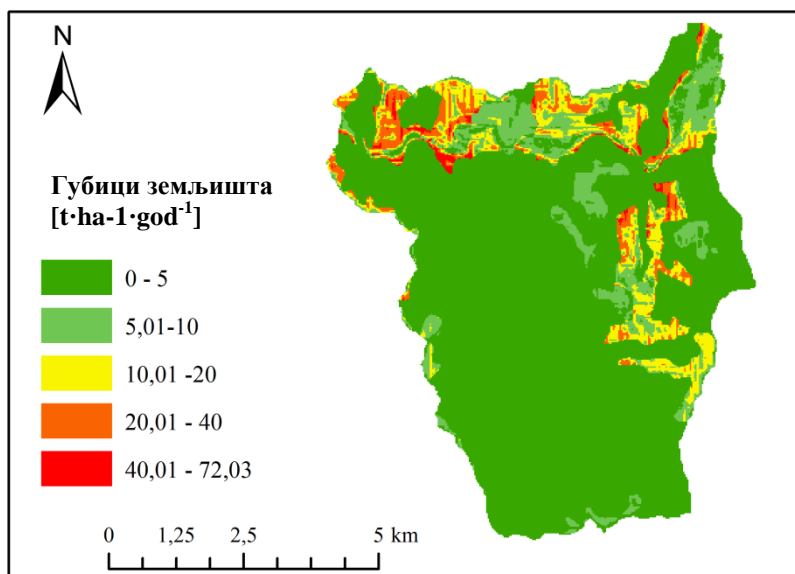 N
Губици земљишта
[t·ha-1·god⁻¹]
0 - 5
5,01-10
10,01 -20
20,01 - 40
40,01 - 72,03
0 1,25 2,5 5 km